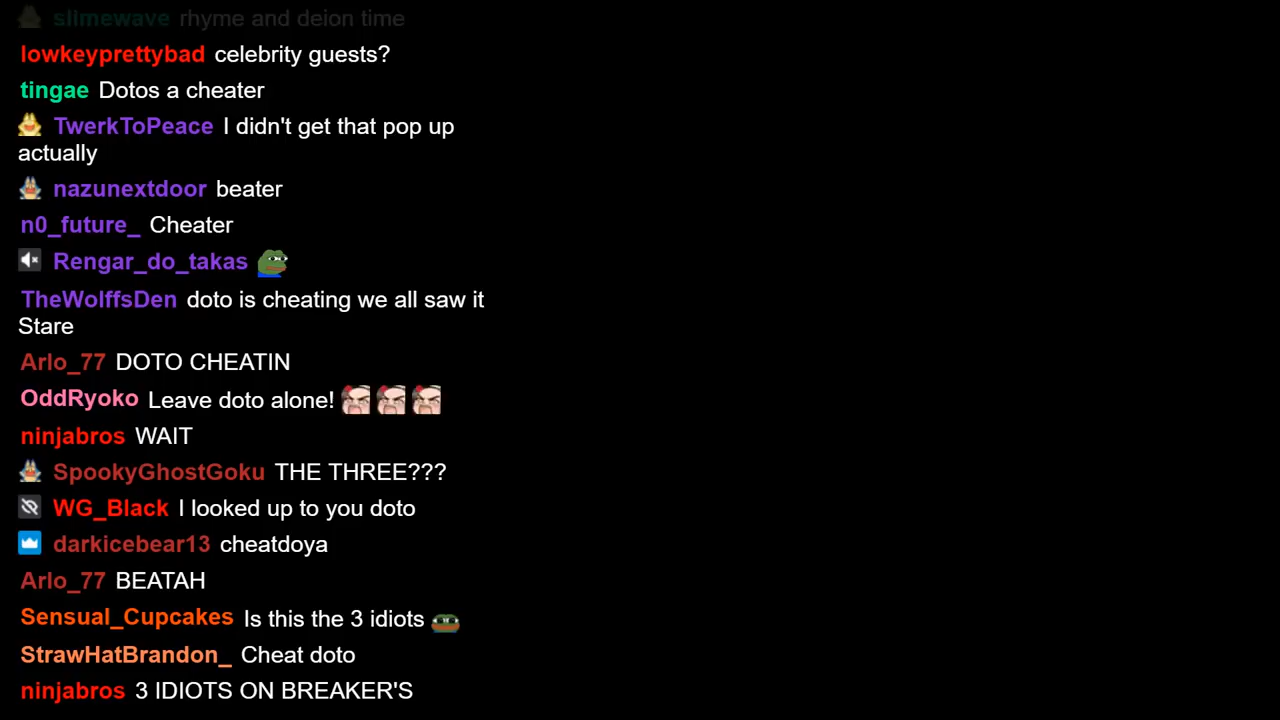 slimewave rhyme and deion time
lowkeyprettybad celebrity guests?
tingae Dotos a cheater
TwerkToPeace I didn't get that pop up
actually
nazunextdoor beater
n0_future_ Cheater
Rengar_do_takas
TheWolffsDen doto is cheating we all saw it
Stare
Arlo_77 DOTO CHEATIN
OddRyoko Leave doto alone!
ninjabros WAIT
SpookyGhostGoku THE THREE???
WG_Black I looked up to you doto
darkicebear13 cheatdoya
Arlo_77 BEATAH
Sensual_Cupcakes Is this the 3 idiots
StrawHatBrandon_ Cheat doto
ninjabros 3 IDIOTS ON BREAKER'S